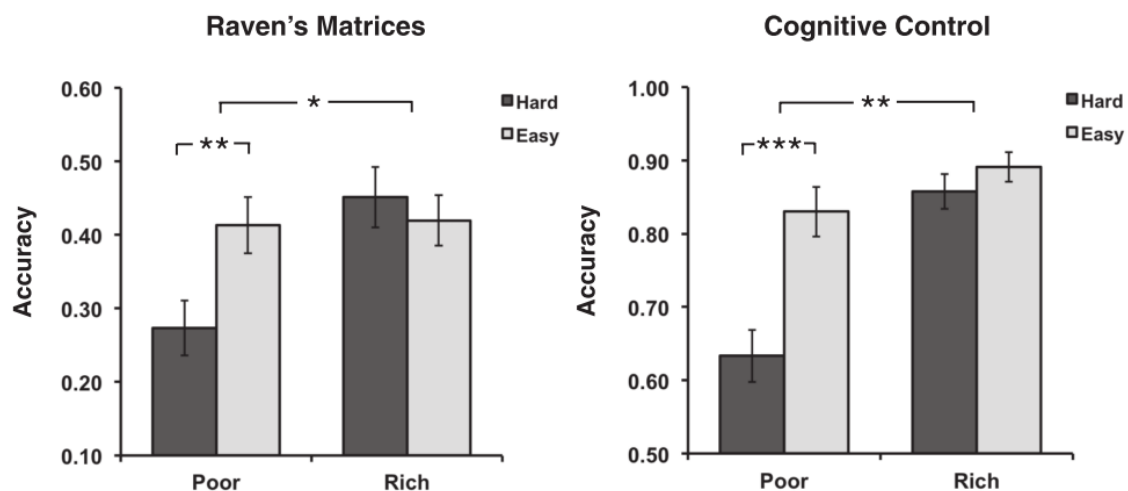 Raven's Matrices
Accuracy
0.60
0.50
0.40
0.30
0.20
0.10
*
**
Hard
Easy
Poor Rich
Cognitive Control
Accuracy
1.00
0.90
0.80
0.70
0.60
0.50
**
***
Hard
Easy
Poor Rich